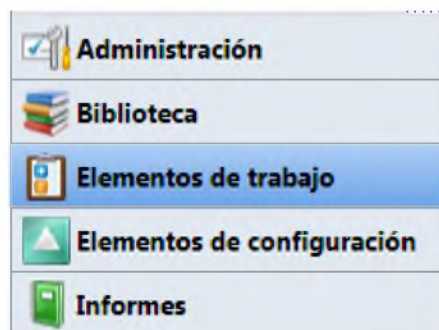 Administración
Biblioteca
Elementos de trabajo
Elementos de configuración
Informes